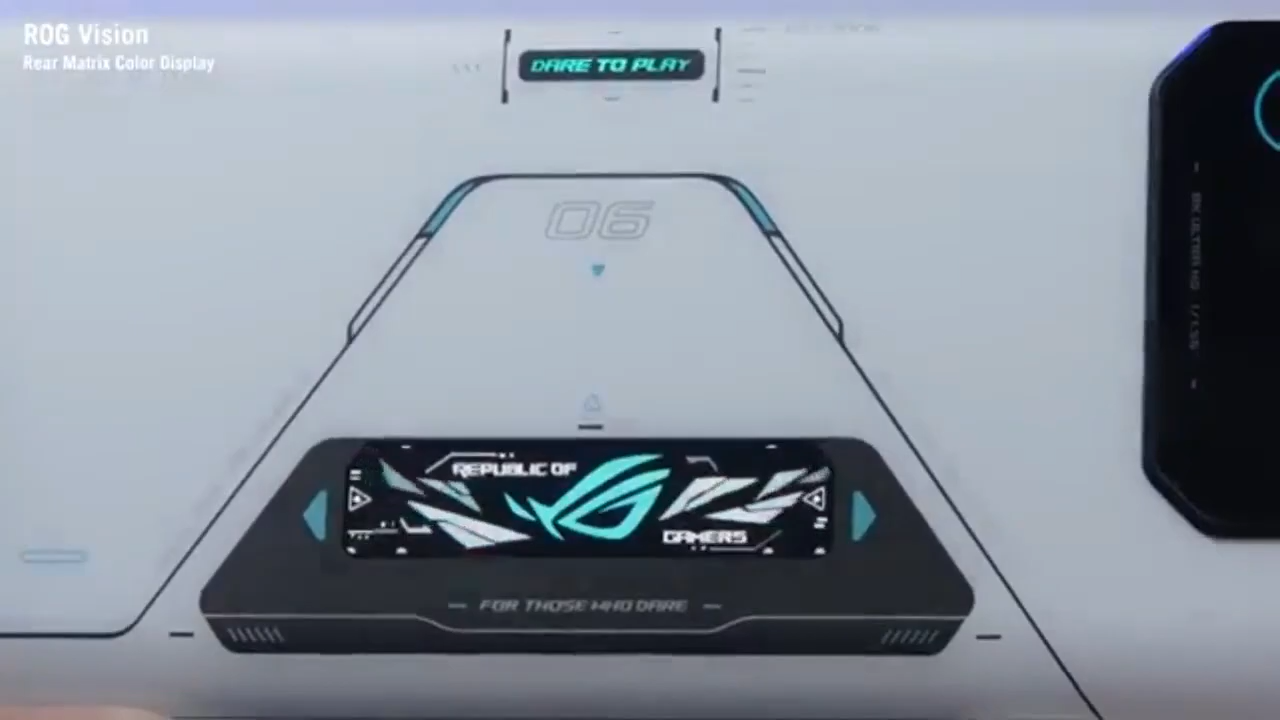 ROG Vision
Rear Matrix Color Display
DARE TO PLAY
06
REPUBLIC OF
GAMERS
FOR THOSE WHO DARE